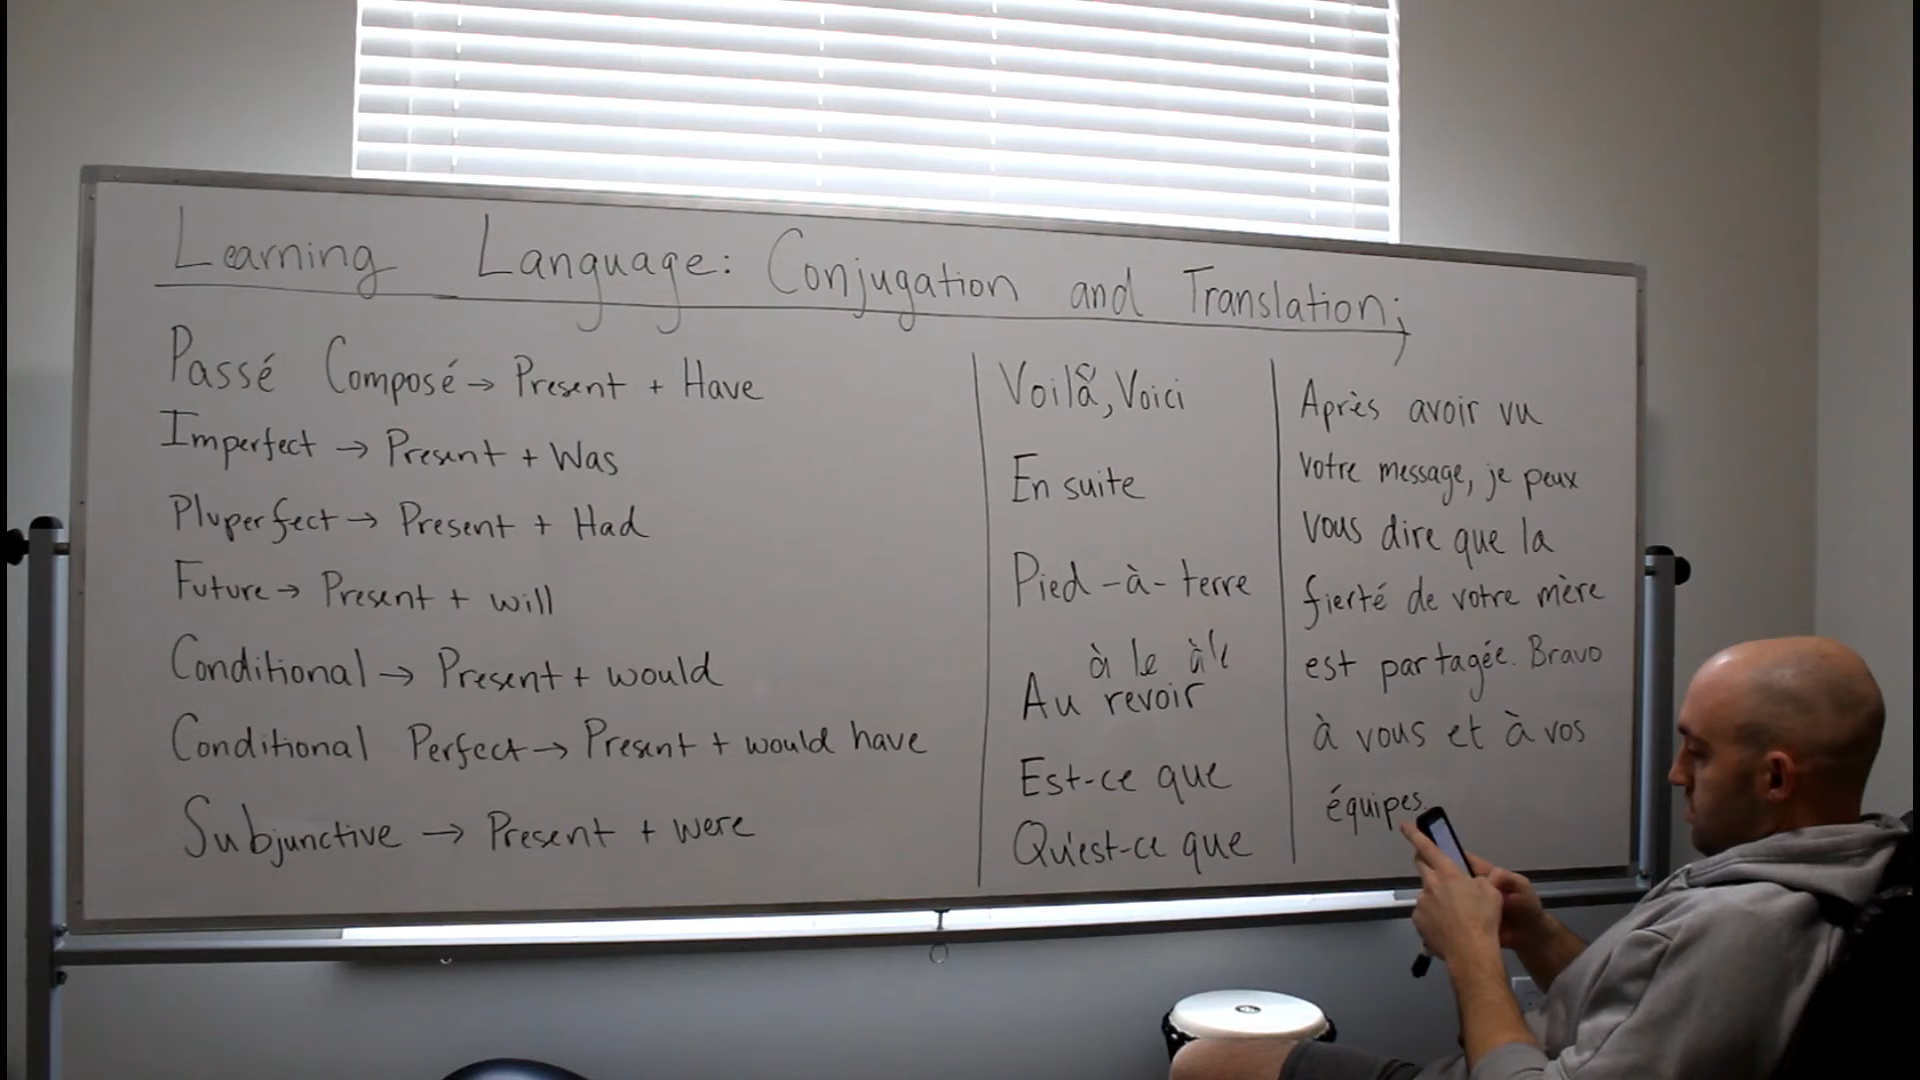 Learning Language: Conjugation and Translation;
Passé Composé → Present + Have
Imperfect → Present + Was
Pluperfect → Present + Had
Future → Present + will
Conditional → Present + would
Conditional Perfect → Present + would have
Subjunctive → Present + were
Voilà, Voici
En suite
Pied-à-terre
à le à'l
Au revoir
Est-ce que
Qu'est-ce que
Après avoir vu
votre message, je peux
vous dire que la
fierté de votre mère
est partagée. Bravo
à vous et à vos
équipes